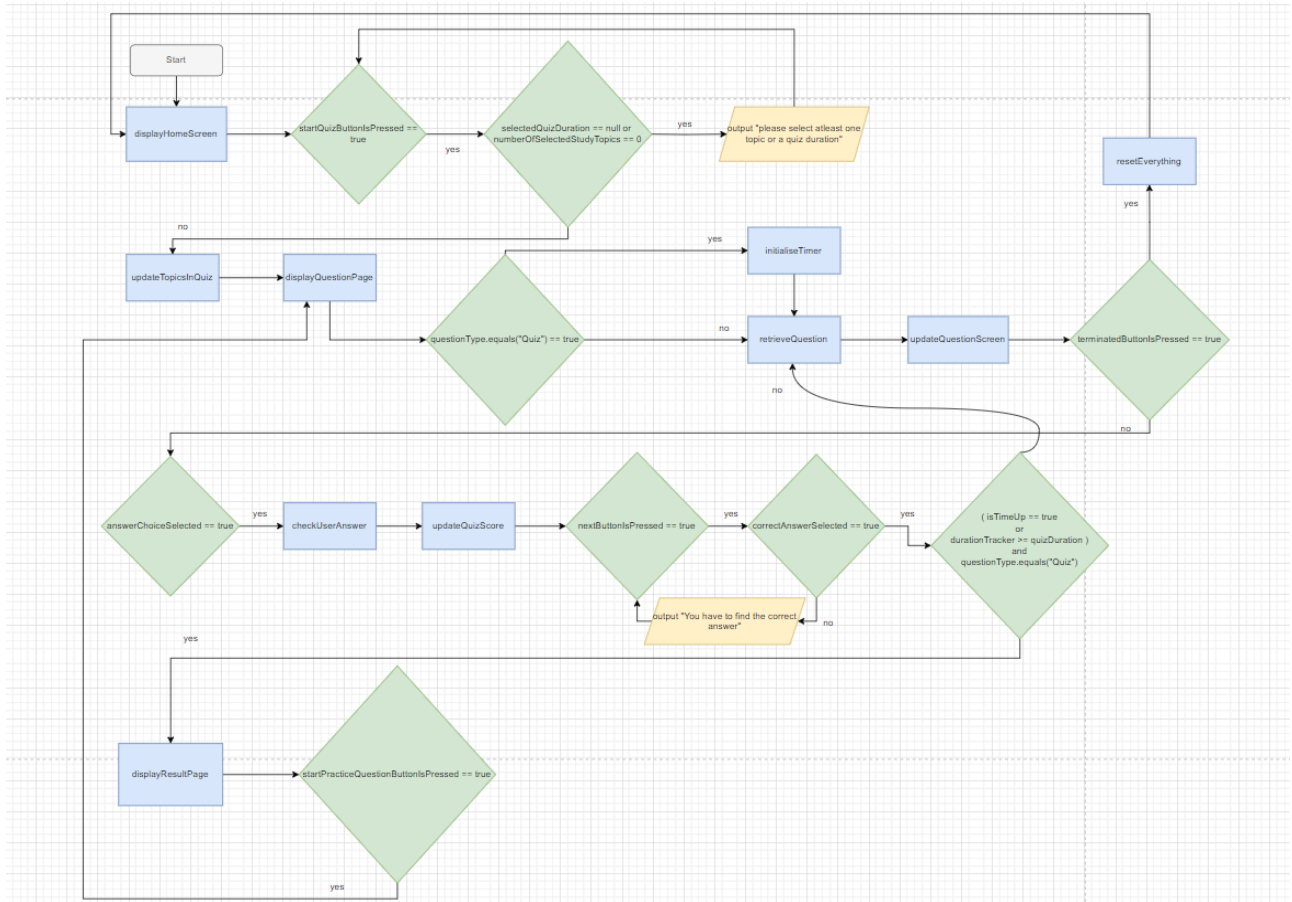 Start
displayHomeScreen
startQuizButtonIsPressed ==
true
yes
selectedQuizDuration == null or
numberOfSelectedStudyTopics == 0
yes
output "please select atleast one
topic or a quiz duration"
resetEverything
yes
no
updateTopicsInQuiz
displayQuestionPage
questionType.equals("Quiz") == true
yes
initialiseTimer
no
retrieveQuestion
updateQuestionScreen
terminatedButtonIsPressed == true
no
no
answerChoiceSelected == true
yes
checkUserAnswer
updateQuizScore
nextButtonIsPressed == true
yes
correctAnswerSelected == true
yes
( isTimeUp == true
or
durationTracker >= quizDuration )
and
questionType.equals("Quiz")
output "You have to find the correct
answer"
no
yes
displayResultPage
startPracticeQuestionButtonIsPressed == true
yes